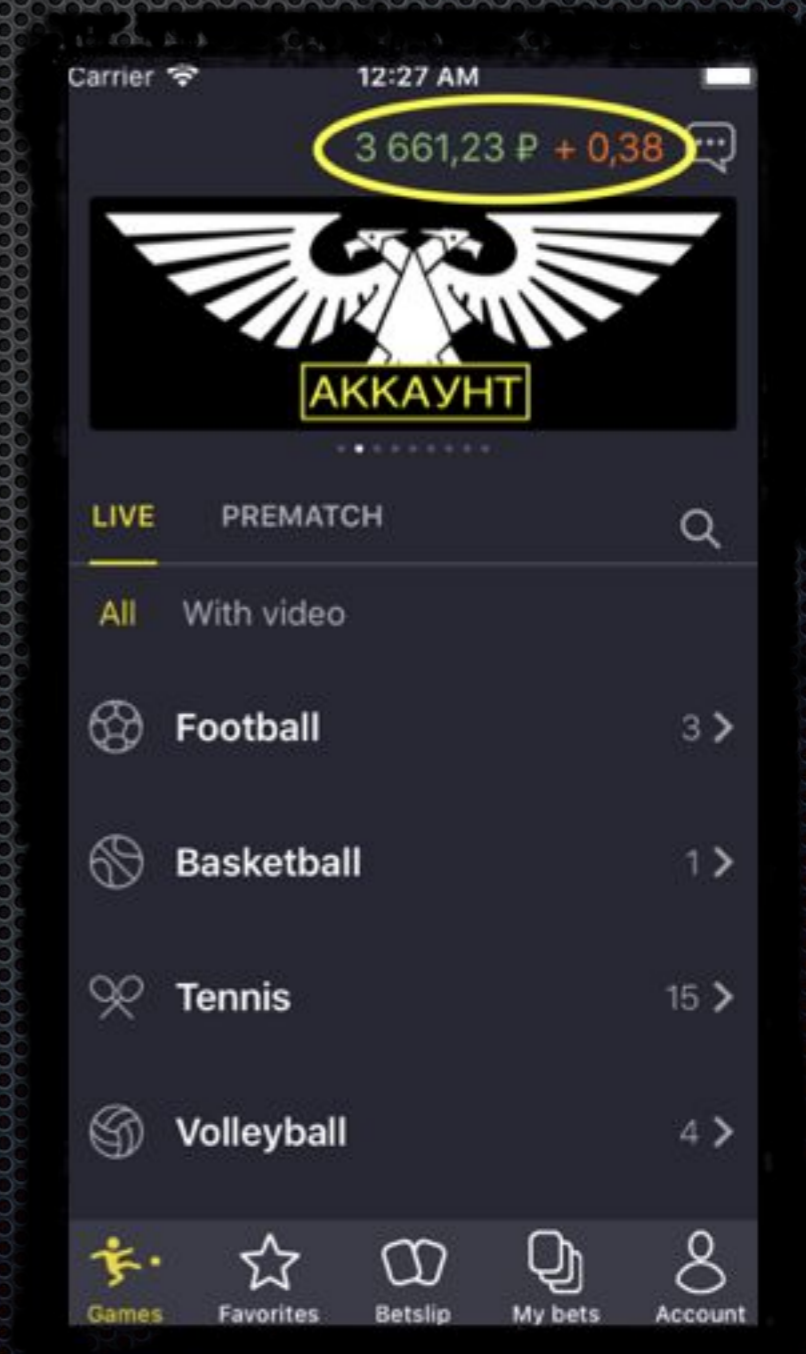 Carrier 12:27 AM
3 661,23 ₽ + 0,38
АККАУНТ
LIVE PREMATCH
All With video
Football 3
Basketball 1
Tennis 15
Volleyball 4
Games Favorites Betslip My bets Account